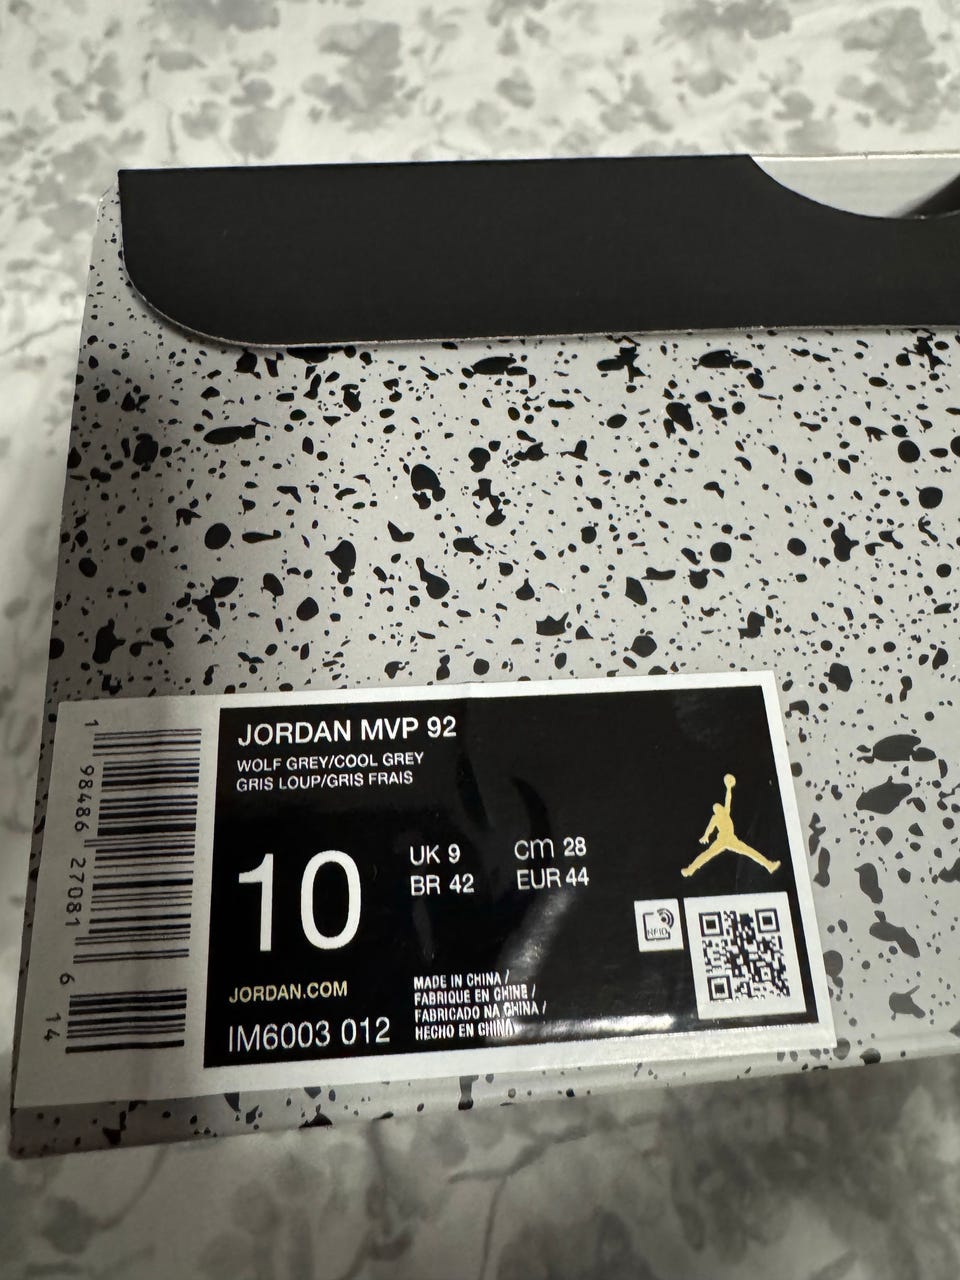 JORDAN MVP 92
WOLF GREY/COOL GREY
GRIS LOUP/GRIS FRAIS
10
UK 9
cm 28
BR 42
EUR 44
RFID
JORDAN.COM
IM6003 012
MADE IN CHINA /
FABRIQUE EN CHINE /
FABRICADO NA CHINA /
HECHO EN CHINA
1 98486 27081 6 14